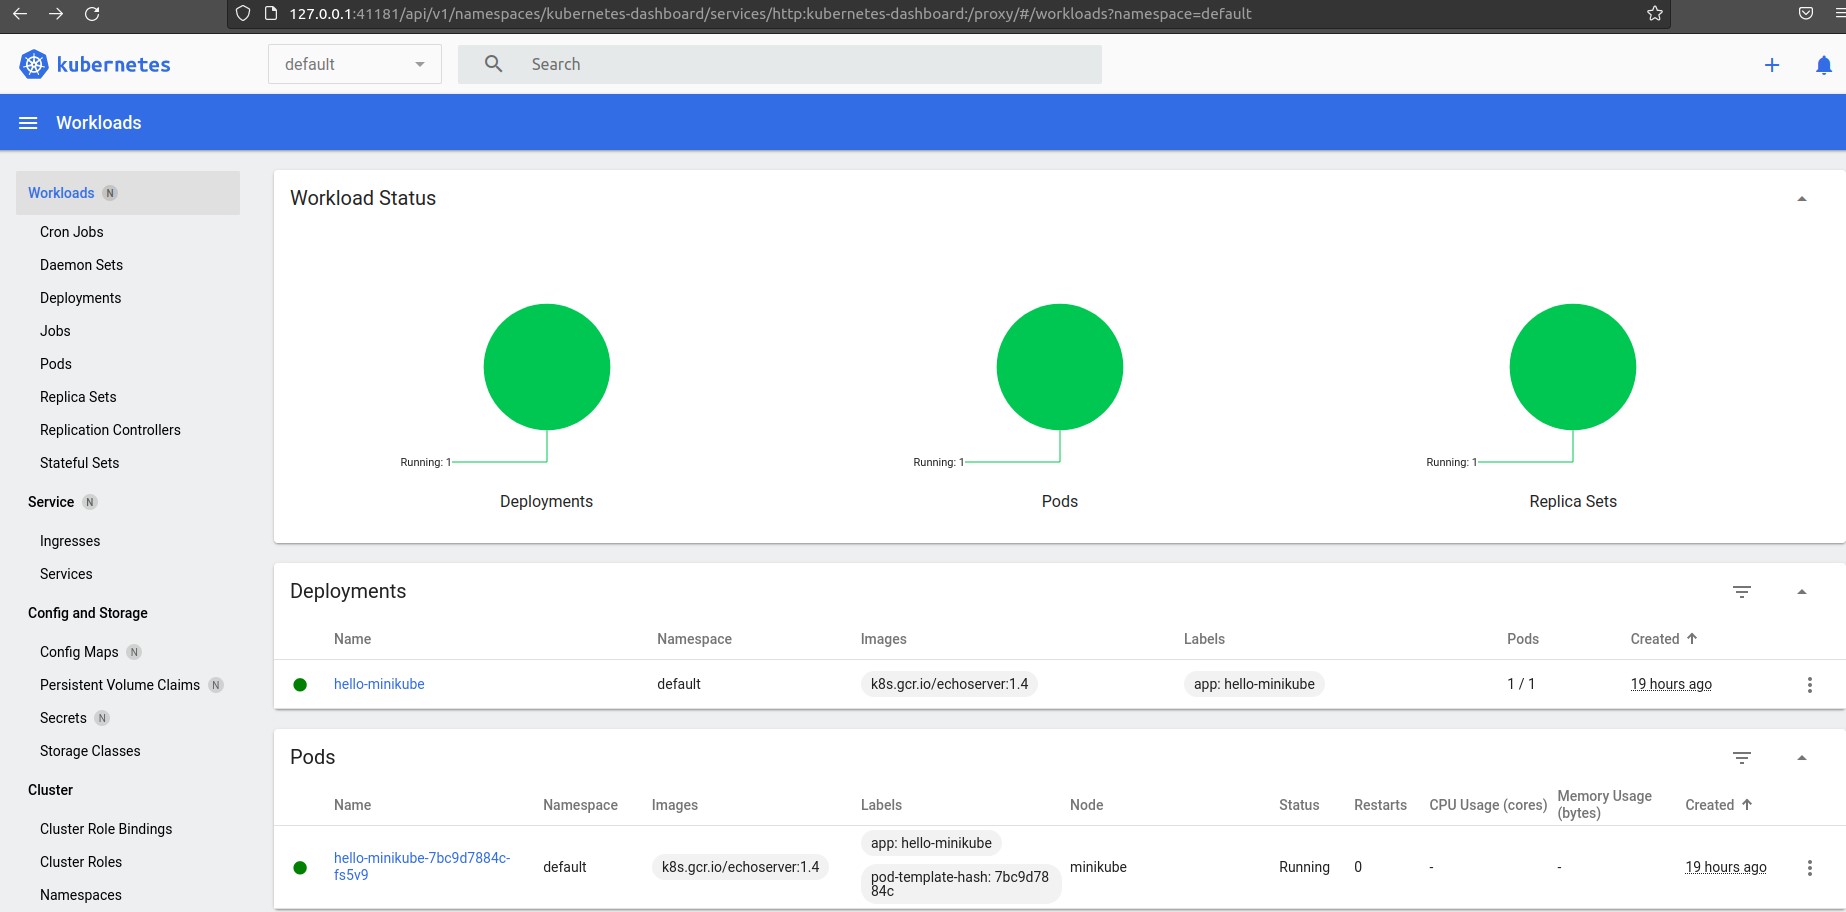 127.0.0.1:41181/api/v1/namespaces/kubernetes-dashboard/services/http:kubernetes-dashboard:/proxy/#/workloads?namespace=default
kubernetes
default
Search
Workloads
Workloads N
Cron Jobs
Daemon Sets
Deployments
Jobs
Pods
Replica Sets
Replication Controllers
Stateful Sets
Service N
Ingresses
Services
Config and Storage
Config Maps N
Persistent Volume Claims N
Secrets N
Storage Classes
Cluster
Cluster Role Bindings
Cluster Roles
Namespaces
Workload Status
Running: 1
Deployments
Running: 1
Pods
Running: 1
Replica Sets
Deployments
Name Namespace Images Labels Pods Created
hello-minikube default k8s.gcr.io/echoserver:1.4 app: hello-minikube 1 / 1 19 hours ago
Pods
Name Namespace Images Labels Node Status Restarts CPU Usage (cores) Memory Usage
(bytes) Created
app: hello-minikube
hello-minikube-7bc9d7884c-
fs5v9 default k8s.gcr.io/echoserver:1.4 minikube Running 0 - - 19 hours ago
pod-template-hash: 7bc9d78
84c